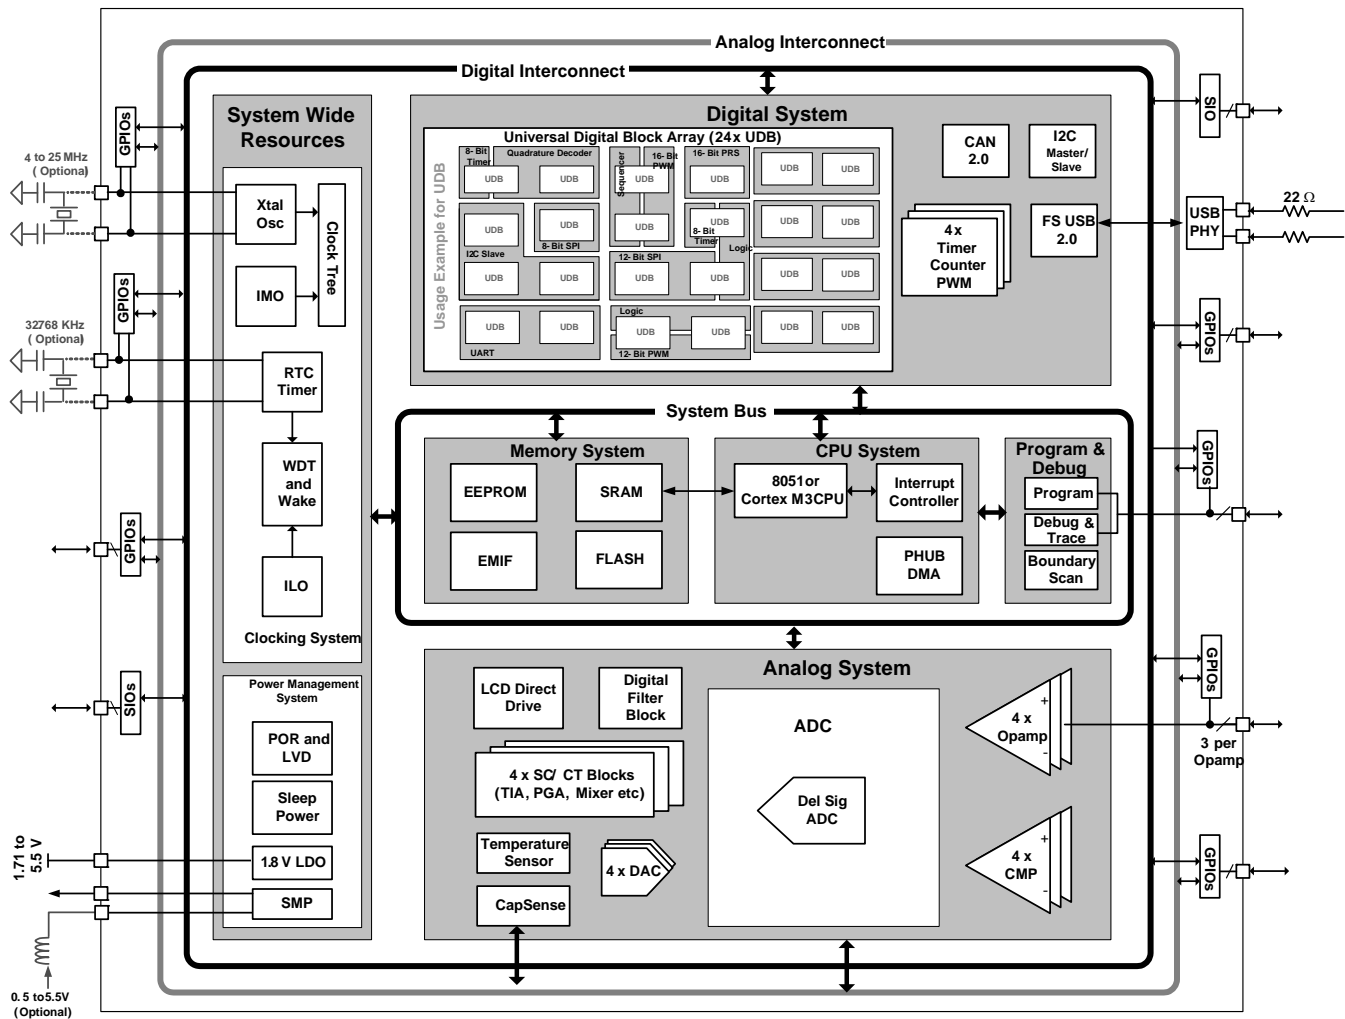 Analog Interconnect
Digital Interconnect
System Wide
Resources
Xtal
Osc
IMO
Clock Tree
RTC
Timer
WDT
and
Wake
ILO
Clocking System
Power Management
System
POR and
LVD
Sleep
Power
1.8 V LDO
SMP
4 to 25 MHz
( Optional)
GPIOs
32768 KHz
( Optional)
GPIOs
GPIOs
SIOs
1.71 to
5.5 V
0. 5 to 5.5V
(Optional)
Digital System
Universal Digital Block Array (24x UDB)
Usage Example for UDB
8- Bit
Timer
Quadrature Decoder
Sequencer
16- Bit
PWM
16- Bit PRS
UDB
UDB
UDB
UDB
UDB
UDB
UDB
UDB
UDB
UDB
UDB
UDB
I2C Slave
8- Bit SPI
8- Bit
Timer
Logic
12- Bit SPI
UDB
UDB
UDB
UDB
UDB
UDB
Logic
UDB
UDB
UDB
UDB
UDB
UDB
UART
12- Bit PWM
CAN
2.0
I2C
Master/
Slave
4 x
Timer
Counter
PWM
FS USB
2.0
System Bus
Memory System
EEPROM
SRAM
EMIF
FLASH
CPU System
8051or
Cortex M3CPU
Interrupt
Controller
PHUB
DMA
Program &
Debug
Program
Debug &
Trace
Boundary
Scan
Analog System
LCD Direct
Drive
Digital
Filter
Block
4 x SC/ CT Blocks
(TIA, PGA, Mixer etc)
Temperature
Sensor
4 x DAC
CapSense
ADC
Del Sig
ADC
+
4 x
Opamp
-
+
4 x
CMP
-
SIO
USB
PHY
22 Ω
GPIOs
GPIOs
GPIOs
3 per
Opamp
GPIOs